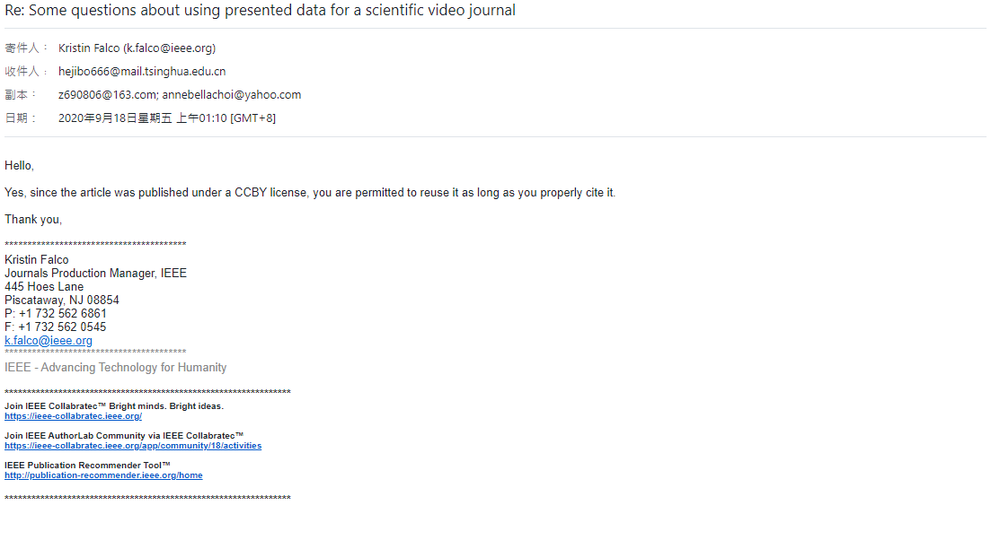 Re: Some questions about using presented data for a scientific video journal
寄件人： Kristin Falco (k.falco@ieee.org)
收件人： hejibo666@mail.tsinghua.edu.cn
副本： z690806@163.com; annebellachoi@yahoo.com
日期： 2020年9月18日星期五 上午01:10 [GMT+8]
Hello,
Yes, since the article was published under a CCBY license, you are permitted to reuse it as long as you properly cite it.
Thank you,
****************************************
Kristin Falco
Journals Production Manager, IEEE
445 Hoes Lane
Piscataway, NJ 08854
P: +1 732 562 6861
F: +1 732 562 0545
k.falco@ieee.org
****************************************
IEEE - Advancing Technology for Humanity
****************************************************************
Join IEEE Collabratec™ Bright minds. Bright ideas.
https://ieee-collabratec.ieee.org/
Join IEEE AuthorLab Community via IEEE Collabratec™
https://ieee-collabratec.ieee.org/app/community/18/activities
IEEE Publication Recommender Tool™
http://publication-recommender.ieee.org/home
****************************************************************